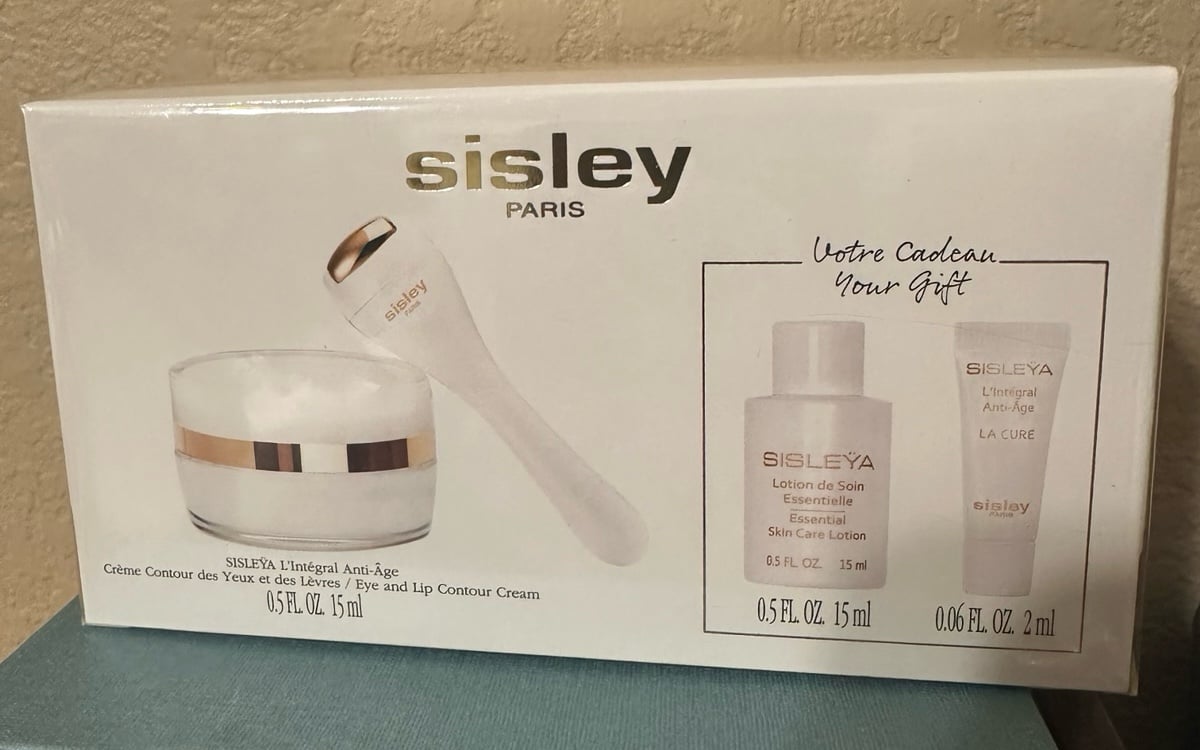 sisley
PARIS
sisley
PARIS
SISLEŸA L'Intégral Anti-Âge
Crème Contour des Yeux et des Lèvres / Eye and Lip Contour Cream
0.5 FL. OZ. 15 ml
Votre Cadeau
Your Gift
SISLEŸA
Lotion de Soin
Essentielle
Essential
Skin Care Lotion
0.5 FL. OZ. 15 ml
0.5 FL. OZ. 15 ml
SISLEŸA
L'Intégral
Anti-Âge
LA CURE
sisley
PARIS
0.06 FL. OZ. 2 ml